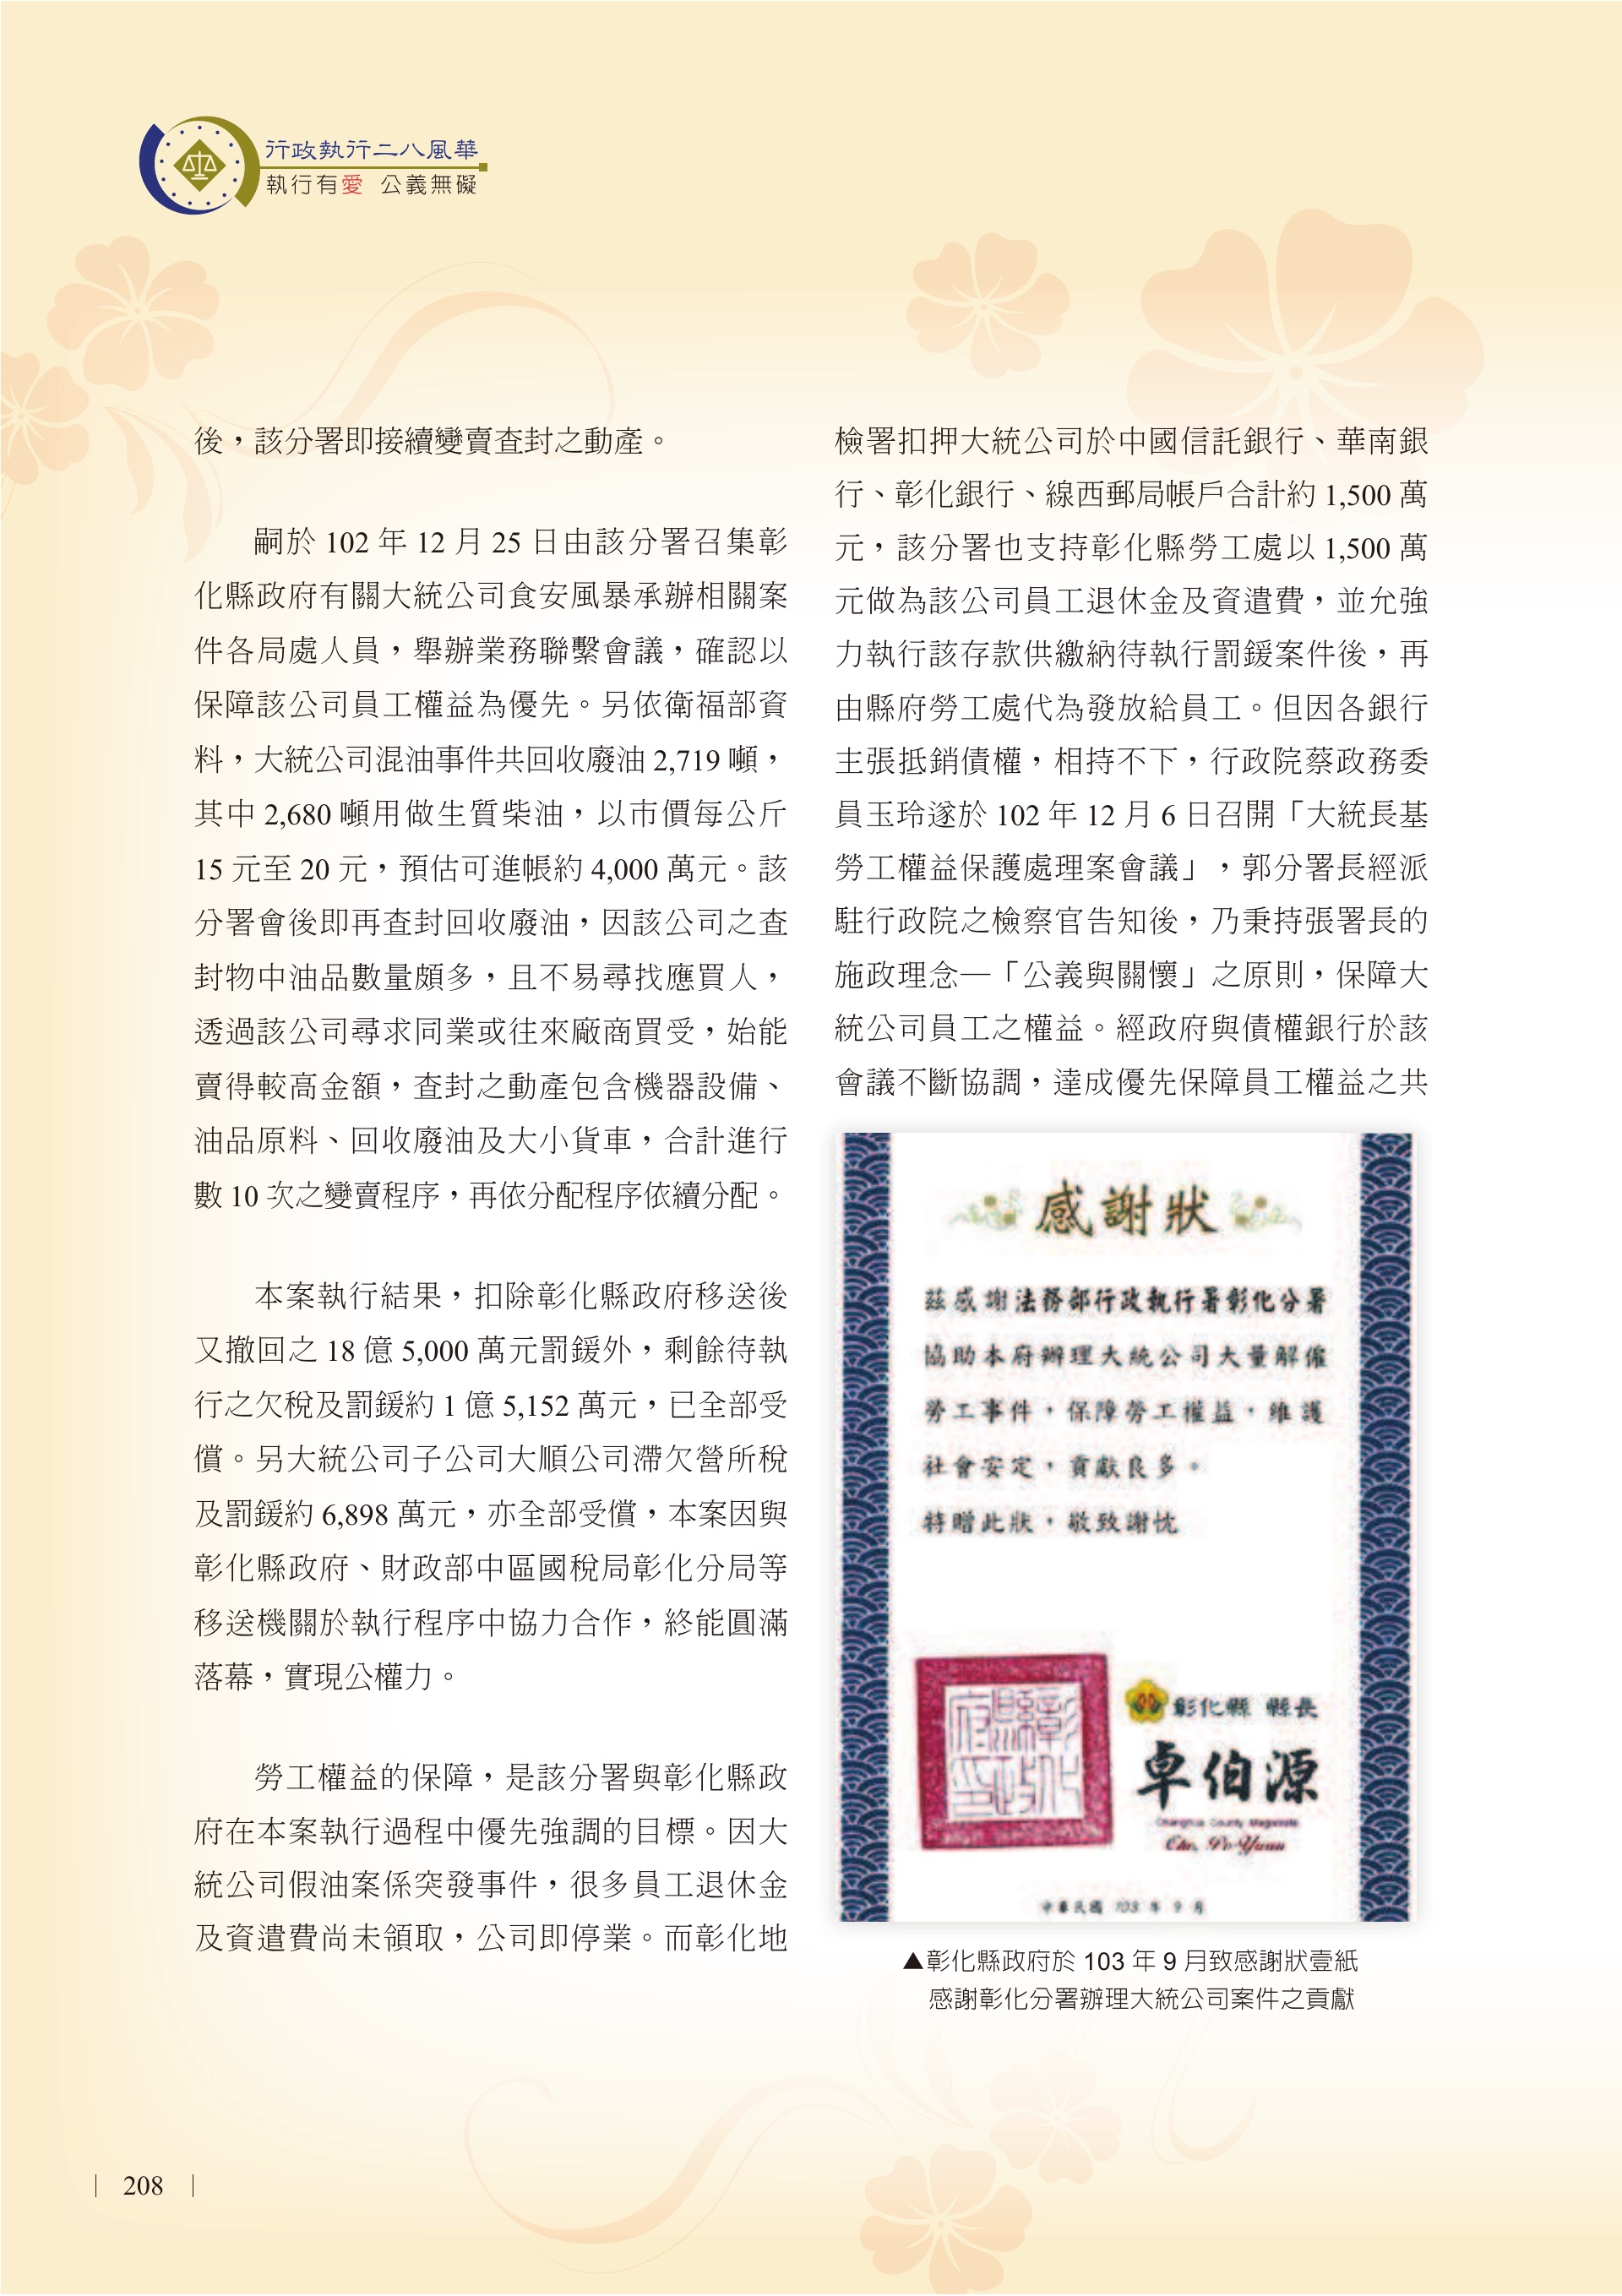 行政執行二八風華
執行有愛 公義無礙
後，該分署即接續變賣查封之動產。
嗣於 102 年 12 月 25 日由該分署召集彰
化縣政府有關大統公司食安風暴承辦相關案
件各局處人員，舉辦業務聯繫會議，確認以
保障該公司員工權益為優先。另依衛福部資
料，大統公司混油事件共回收廢油 2,719 噸，
其中 2,680 噸用做生質柴油，以市價每公斤
15 元至 20 元，預估可進帳約 4,000 萬元。該
分署會後即再查封回收廢油，因該公司之查
封物中油品數量頗多，且不易尋找應買人，
透過該公司尋求同業或往來廠商買受，始能
賣得較高金額，查封之動產包含機器設備、
油品原料、回收廢油及大小貨車，合計進行
數 10 次之變賣程序，再依分配程序依續分配。
本案執行結果，扣除彰化縣政府移送後
又撤回之 18 億 5,000 萬元罰鍰外，剩餘待執
行之欠稅及罰鍰約 1 億 5,152 萬元，已全部受
償。另大統公司子公司大順公司滯欠營所稅
及罰鍰約 6,898 萬元，亦全部受償，本案因與
彰化縣政府、財政部中區國稅局彰化分局等
移送機關於執行程序中協力合作，終能圓滿
落幕，實現公權力。
勞工權益的保障，是該分署與彰化縣政
府在本案執行過程中優先強調的目標。因大
統公司假油案係突發事件，很多員工退休金
及資遣費尚未領取，公司即停業。而彰化地
檢署扣押大統公司於中國信託銀行、華南銀
行、彰化銀行、線西郵局帳戶合計約 1,500 萬
元，該分署也支持彰化縣勞工處以 1,500 萬
元做為該公司員工退休金及資遣費，並允強
力執行該存款供繳納待執行罰鍰案件後，再
由縣府勞工處代為發放給員工。但因各銀行
主張抵銷債權，相持不下，行政院蔡政務委
員玉玲遂於 102 年 12 月 6 日召開「大統長基
勞工權益保護處理案會議」，郭分署長經派
駐行政院之檢察官告知後，乃秉持張署長的
施政理念—「公義與關懷」之原則，保障大
統公司員工之權益。經政府與債權銀行於該
會議不斷協調，達成優先保障員工權益之共
感謝狀
茲感謝法務部行政執行署彰化分署
協助本府辦理大統公司大量解僱
勞工事件，保障勞工權益，維護
社會安定，貢獻良多。
特贈此狀，敬致謝忱
彰化縣政府印
彰化縣 縣長
卓伯源
Changhua County Magistrate
Cho, Po-Yuan
中華民國 103 年 9 月
▲彰化縣政府於 103 年 9 月致感謝狀壹紙
感謝彰化分署辦理大統公司案件之貢獻
208